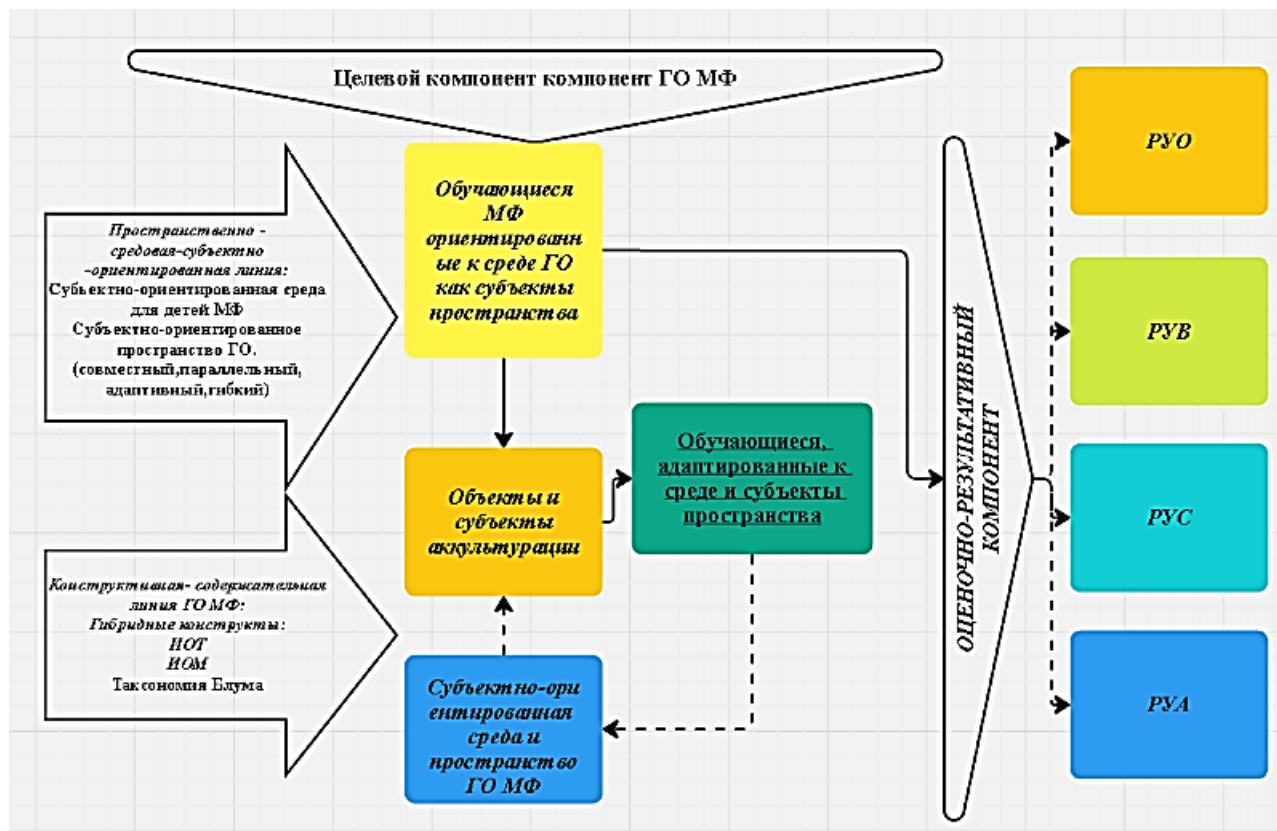 Целевой компонент компонент ГО МФ
Пространственно -
средовая-субъектно
-ориентированная линия:
Субъектно-ориентированная среда
для детей МФ
Субъектно-ориентированное
пространство ГО.
(совместный,параллельный,
адаптивный,гибкий)
Конструктивная- содержательная
линия ГО МФ:
Гибридные конструкты:
ИОТ
ИОМ
Таксономия Блума
Обучающиеся
МФ
ориентированн
ые к среде ГО
как субъекты
пространства
Объекты и
субъекты
аккультурации
Субъектно-ори
ентированная
среда и
пространство
ГО МФ
Обучающиеся,
адаптированные к
среде и субъекты
пространства
ОЦЕНОЧНО-РЕЗУЛЬТАТИВНЫЙ
КОМПОНЕНТ
РУО
РУВ
РУС
РУА